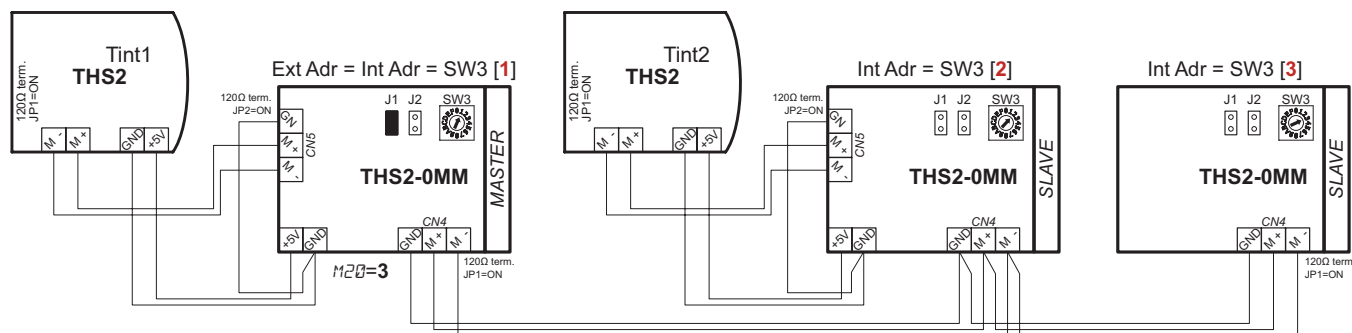 Tint1
THS2
120Ω term.
JP1=ON
M -
M +
GND
+5V
Ext Adr = Int Adr = SW3 [1]
120Ω term.
JP2=ON
J1 J2 SW3
GN
M +
M -
CN5
THS2-0MM
MASTER
CN4
+5V
GND
GND
M +
M -
M20=3
120Ω term.
JP1=ON
Tint2
THS2
120Ω term.
JP1=ON
M -
M +
GND
+5V
Int Adr = SW3 [2]
120Ω term.
JP2=ON
J1 J2 SW3
GN
M +
M -
CN5
THS2-0MM
SLAVE
CN4
+5V
GND
GND
M +
M -
Int Adr = SW3 [3]
J1 J2 SW3
THS2-0MM
SLAVE
CN4
GND
M +
M -
120Ω term.
JP1=ON